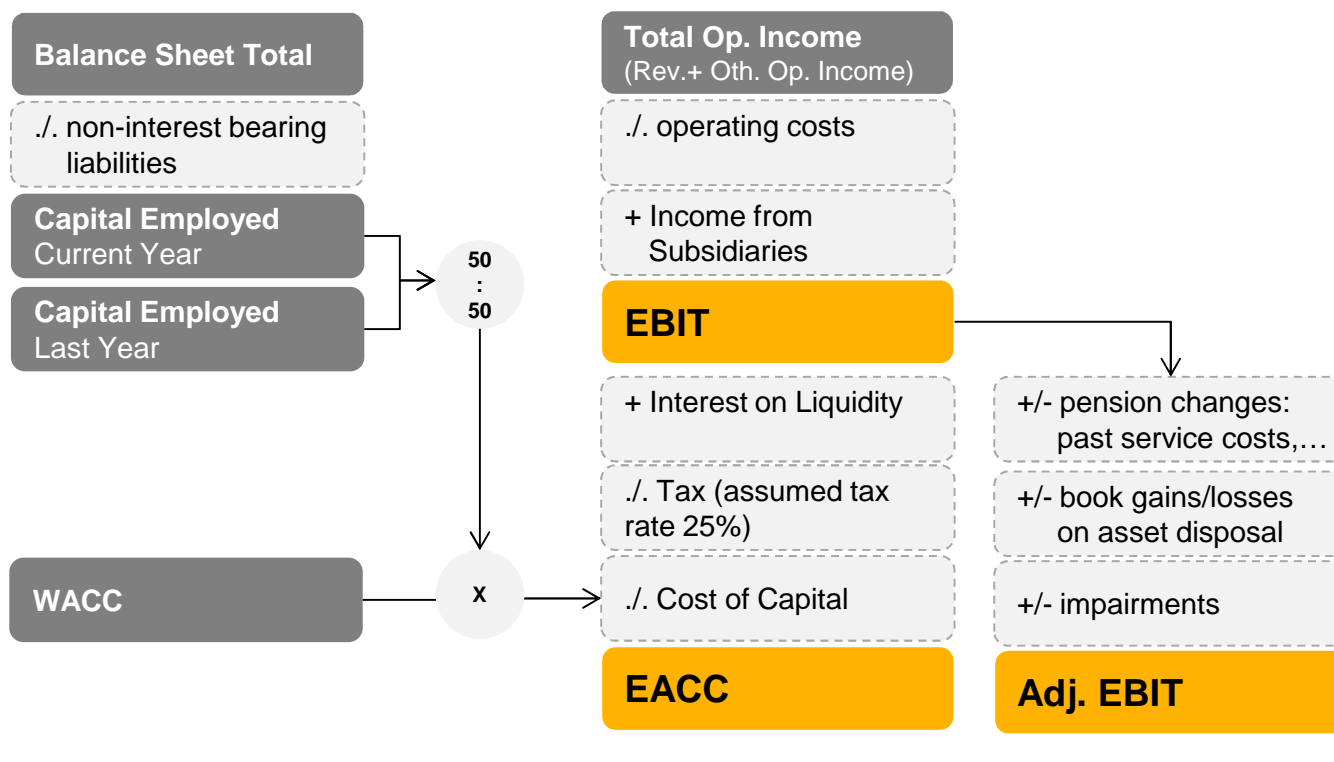 Balance Sheet Total
./. non-interest bearing
liabilities
Capital Employed
Current Year
Capital Employed
Last Year
WACC
50
:
50
X
Total Op. Income
(Rev.+ Oth. Op. Income)
./. operating costs
+ Income from
Subsidiaries
EBIT
+ Interest on Liquidity
./. Tax (assumed tax
rate 25%)
./. Cost of Capital
EACC
+/- pension changes:
past service costs,…
+/- book gains/losses
on asset disposal
+/- impairments
Adj. EBIT